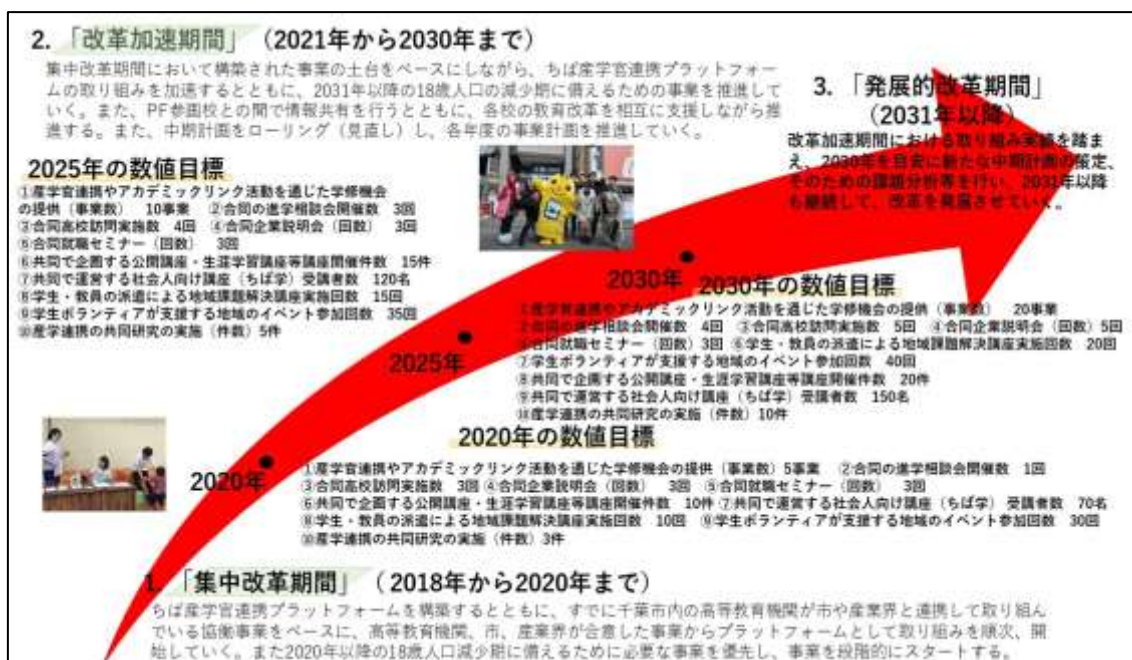 2. 「改革加速期間」（2021年から2030年まで）
集中改革期間において構築された事業の土台をベースにしながら、ちば産学官連携プラットフォー
ムの取り組みを加速するとともに、2031年以降の18歳人口の減少期に備えるための事業を推進して
いく。また、PF参画校との間で情報共有を行うとともに、各校の教育改革を相互に支援しながら推
進する。また、中期計画をローリング（見直し）し、各年度の事業計画を推進していく。
3. 「発展的改革期間」
（2031年以降）
改革加速期間における取り組み実績を踏ま
え、2030年を目安に新たな中期計画の策定、
そのための課題分析等を行い、2031年以降
も継続して、改革を発展させていく。
2025年の数値目標
①産学官連携やアカデミックリンク活動を通じた学修機会
の提供（事業数） 10事業 ②合同の進学相談会開催数 3回
③合同高校訪問実施数 4回 ④合同企業説明会（回数） 3回
⑤合同就職セミナー（回数） 3回
⑥共同で企画する公開講座・生涯学習講座等講座開催件数 15件
⑦共同で運営する社会人向け講座（ちば学）受講者数 120名
⑧学生・教員の派遣による地域課題解決講座実施回数 15回
⑨学生ボランティアが支援する地域のイベント参加回数 35回
⑩産学連携の共同研究の実施（件数）5件
2030年
2030年の数値目標
①産学官連携やアカデミックリンク活動を通じた学修機会の提供（事業数） 20事業
②合同の進学相談会開催数 4回 ③合同高校訪問実施数 5回 ④合同企業説明会（回数）5回
⑤合同就職セミナー（回数）3回 ⑥学生・教員の派遣による地域課題解決講座実施回数 20回
⑦学生ボランティアが支援する地域のイベント参加回数 40回
⑧共同で企画する公開講座・生涯学習講座等講座開催件数 20件
⑨共同で運営する社会人向け講座（ちば学）受講者数 150名
⑩産学連携の共同研究の実施（件数）10件
2025年
2020年の数値目標
2020年
①産学官連携やアカデミックリンク活動を通じた学修機会の提供（事業数）5事業 ②合同の進学相談会開催数 1回
③合同高校訪問実施数 3回 ④合同企業説明会（回数） 3回 ⑤合同就職セミナー（回数） 3回
⑥共同で企画する公開講座・生涯学習講座等講座開催件数 10件 ⑦共同で運営する社会人向け講座（ちば学） 受講者数 70名
⑧学生・教員の派遣による地域課題解決講座実施回数 10回 ⑨学生ボランティアが支援する地域のイベント参加回数 30回
⑩産学連携の共同研究の実施（件数）3件
1. 「集中改革期間」（2018年から2020年まで）
ちば産学官連携プラットフォームを構築するとともに、すでに千葉市内の高等教育機関が市や産業界と連携して取り組ん
でいる協働事業をベースに、高等教育機関、市、産業界が合意した事業からプラットフォームとして取り組みを順次、開
始していく。また2020年以降の18歳人口減少期に備えるために必要な事業を優先し、事業を段階的にスタートする。